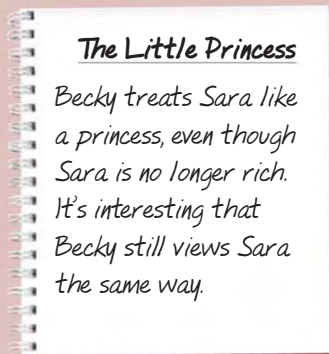 The Little Princess
Becky treats Sara like
a princess, even though
Sara is no longer rich.
It's interesting that
Becky still views Sara
the same way.